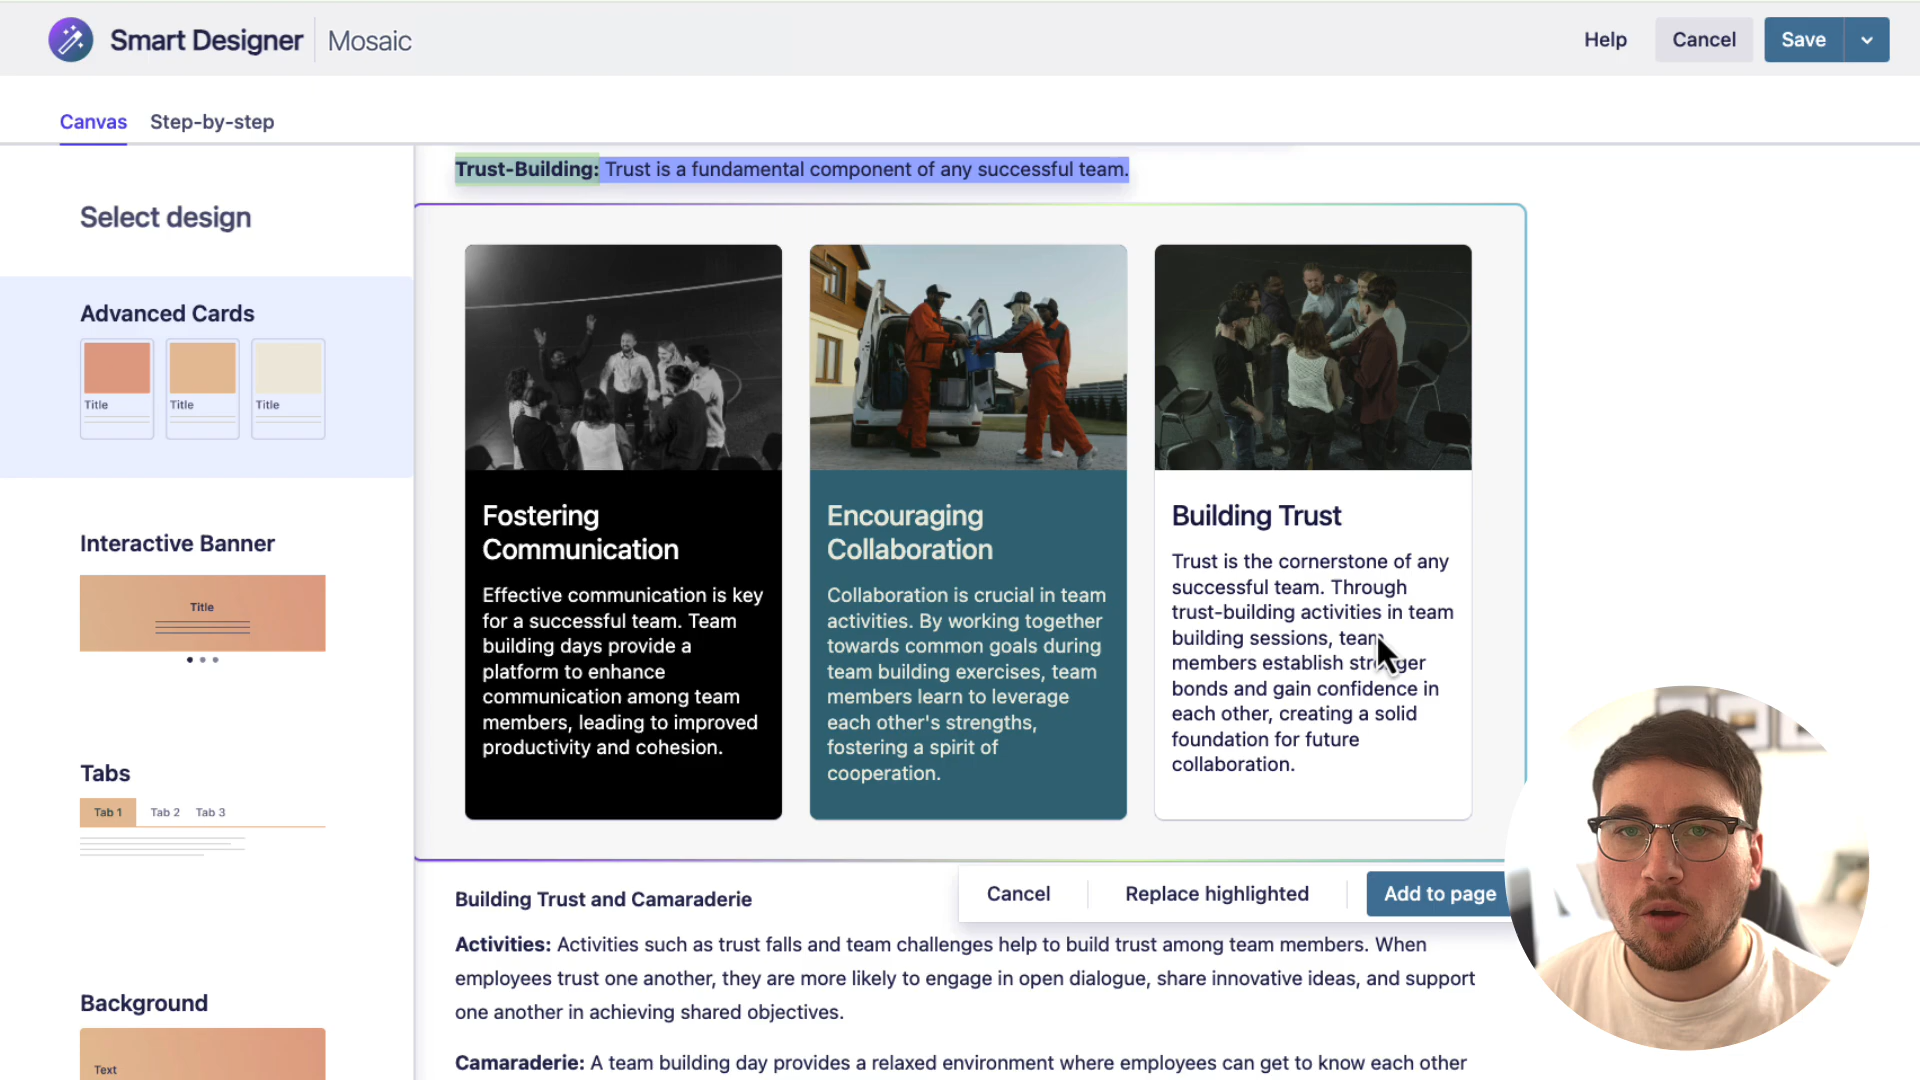 Smart Designer
Mosaic
Help
Cancel
Save
Canvas
Step-by-step
Select design
Advanced Cards
Title
Title
Title
Interactive Banner
Title
Tabs
Tab 1
Tab 2
Tab 3
Background
Text
Trust-Building: Trust is a fundamental component of any successful team.
Fostering
Communication
Effective communication is key
for a successful team. Team
building days provide a
platform to enhance
communication among team
members, leading to improved
productivity and cohesion.
Encouraging
Collaboration
Collaboration is crucial in team
activities. By working together
towards common goals during
team building exercises, team
members learn to leverage
each other's strengths,
fostering a spirit of
cooperation.
Building Trust
Trust is the cornerstone of any
successful team. Through
trust-building activities in team
building sessions, team
members establish stronger
bonds and gain confidence in
each other, creating a solid
foundation for future
collaboration.
Cancel
Replace highlighted
Add to page
Building Trust and Camaraderie
Activities: Activities such as trust falls and team challenges help to build trust among team members. When
employees trust one another, they are more likely to engage in open dialogue, share innovative ideas, and support
one another in achieving shared objectives.
Camaraderie: A team building day provides a relaxed environment where employees can get to know each other